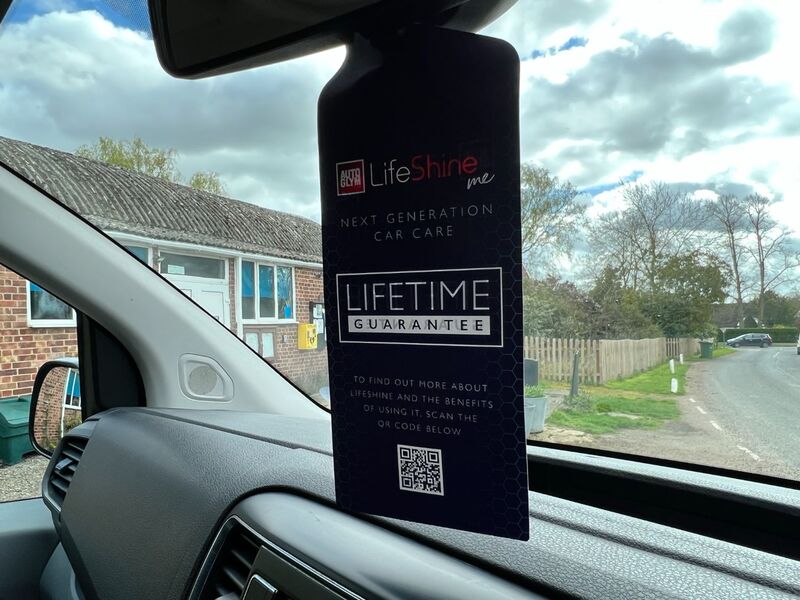 AUTO
GLYM
LifeShine
me
NEXT GENERATION
CAR CARE
LIFETIME
GUARANTEE
TO FIND OUT MORE ABOUT
LIFESHINE AND THE BENEFITS
OF USING IT, SCAN THE
QR CODE BELOW